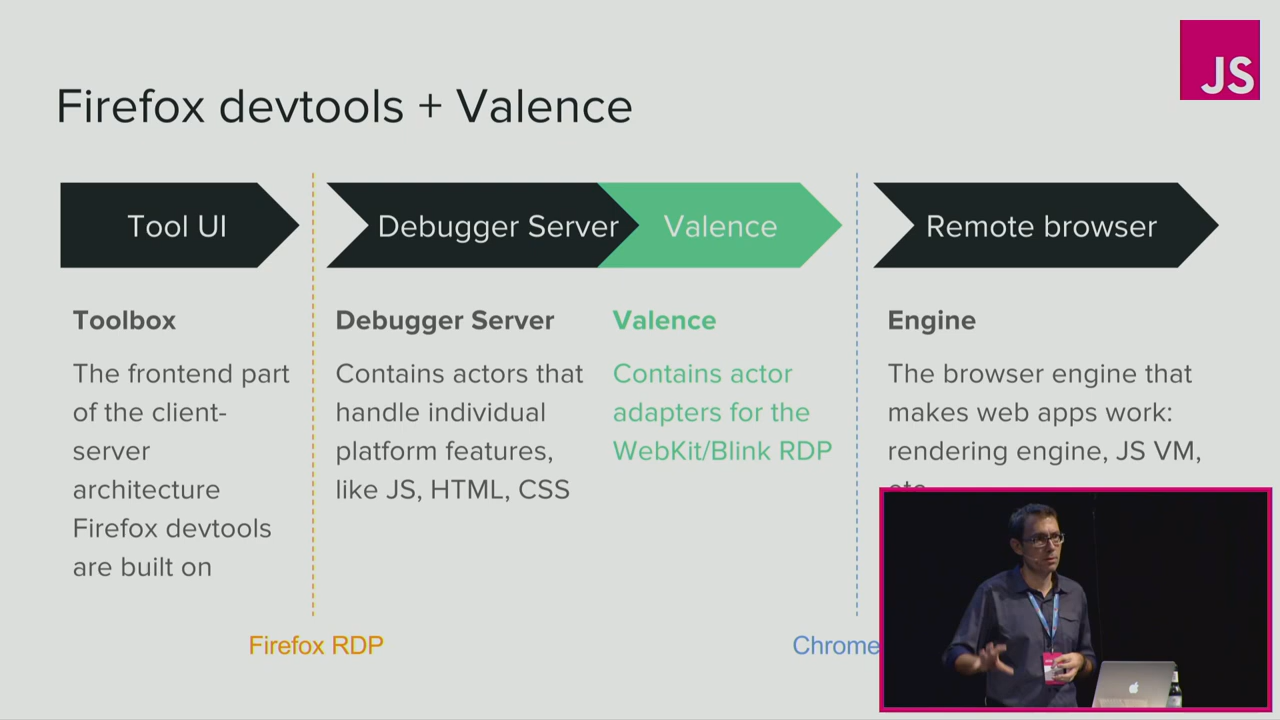 JS
Firefox devtools + Valence
Tool UI
Debugger Server
Valence
Remote browser
Toolbox
The frontend part
of the client-
server
architecture
Firefox devtools
are built on
Debugger Server
Contains actors that
handle individual
platform features,
like JS, HTML, CSS
Valence
Contains actor
adapters for the
WebKit/Blink RDP
Engine
The browser engine that
makes web apps work:
rendering engine, JS VM,
Firefox RDP
Chrome